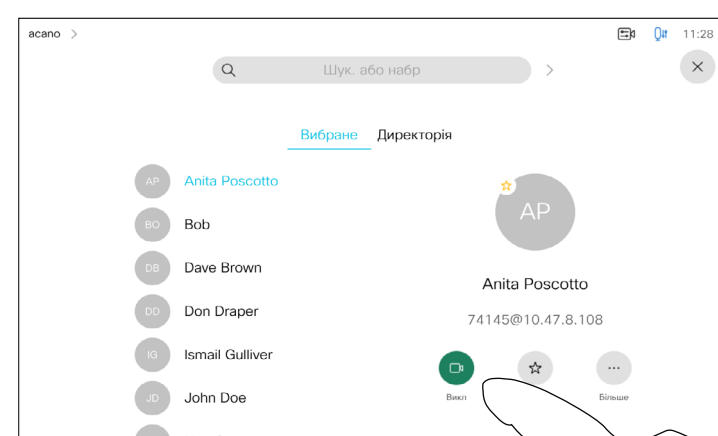 acano > 11:28
Шук. або набр >
Вибране Директорія
AP Anita Poscotto
BO Bob
DB Dave Brown
DD Don Draper
IG Ismail Gulliver
JD John Doe
AP
Anita Poscotto
74145@10.47.8.108
Викл Більше